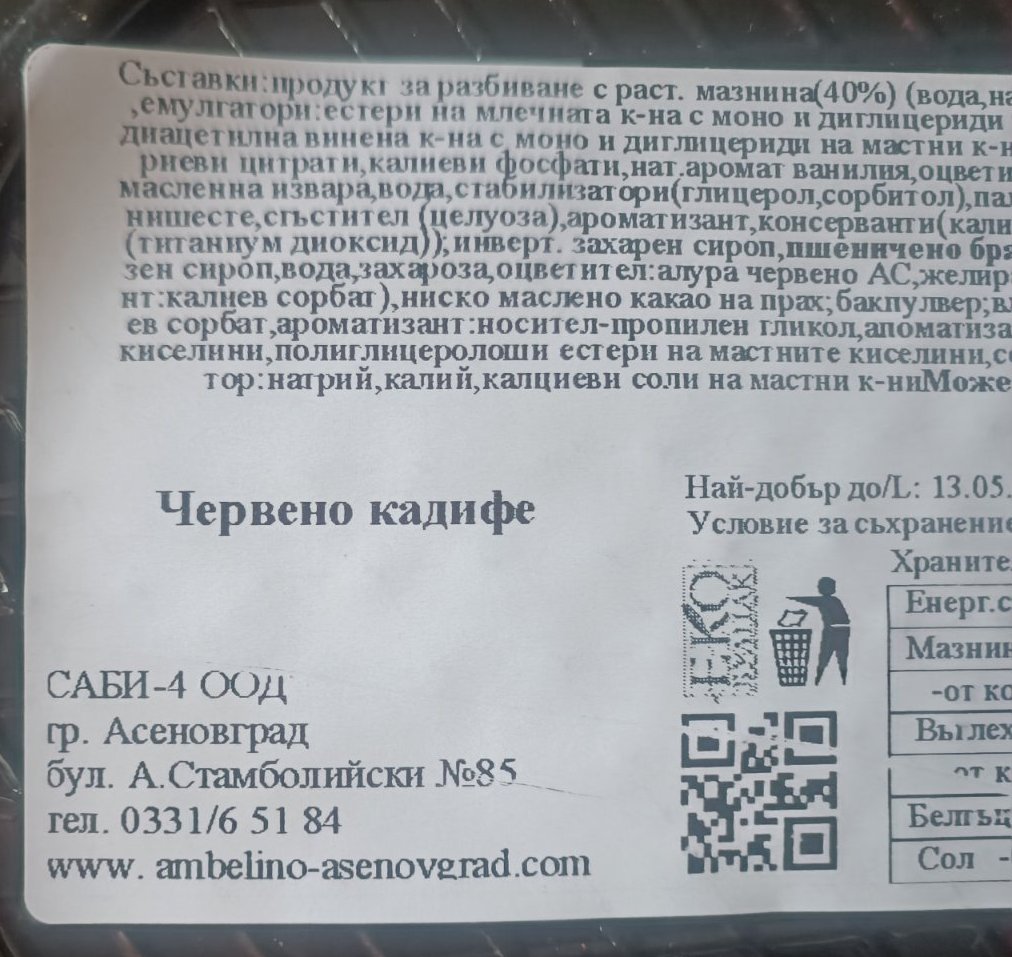 Съставки:продукт за разбиване с раст. мазнина(40%) (вода,на
,емулгатори:естери на млечната к-на с моно и диглицериди
диацетилна винена к-на с моно и диглицериди на мастни к-н
риеви цитрати,калиеви фосфати,нат.аромат ванилия,оцвети
масленна извара,вода,стабилизатори(глицерол,сорбитол),пал
нишесте,сгъстител (целуоза),ароматизант,консерванти(кали
(титаниум диоксид));инверт. захарен сироп,пшеничено бра
зен сироп,вода,захароза,оцветител:алура червено АС,желир
нт:калиев сорбат),ниско маслено какао на прах;бакпулвер;вл
ев сорбат,ароматизант:носител-пропилен гликол,апоматиза
киселини,полиглицеролоши естери на мастните киселини,со
тор:натрий,калий,калциеви соли на мастни к-ниМоже
Червено кадифе
Най-добър до/L: 13.05.
Условие за съхранение
Хранител
Енерг.с
Мазнин
-от ко
Въглех
от к
Белтъц
Сол -
ЕКО
САБИ-4 ООД
гр. Асеновград
бул. А.Стамболийски №85
тел. 0331/6 51 84
www. ambelino-asenovgrad.com